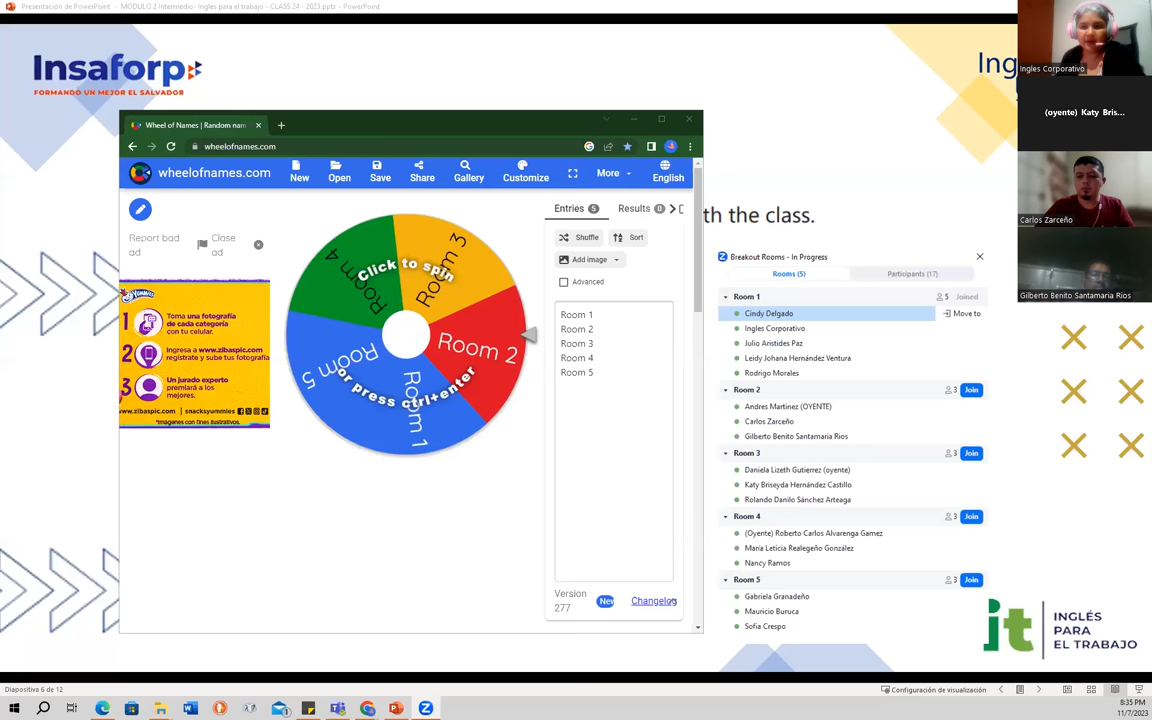 Presentación de PowerPoint - MODULO 2 Intermedio- Ingles para el trabajo - CLASS 24 - 2023.pptx - PowerPoint
Insaforp
FORMANDO UN MEJOR EL SALVADOR
Ing
th the class.
Wheel of Names | Random nam
wheelofnames.com
wheelofnames.com
New
Open
Save
Share
Gallery
Customize
More
English
Report bad ad
Close ad
Yummies
1 Toma una fotografía
de cada categoría
con tu celular.
2 Ingresa a www.zibaspic.com
regístrate y sube tus fotografía
3 Un jurado experto
premiará a los
mejores.
www.zibaspic.com | snacksyummies
*Imágenes con fines ilustrativos.
Room 4
Room 3
Room 2
Room 1
Room 5
Click to spin
or press ctrl+enter
Entries 5
Results 0
Shuffle
Sort
Add image
Advanced
Room 1
Room 2
Room 3
Room 4
Room 5
Version 277
New
Changelog
Breakout Rooms - In Progress
Rooms (5)
Participants (17)
Room 1 5 Joined
Cindy Delgado Move to
Ingles Corporativo
Julio Aristides Paz
Leidy Johana Hernández Ventura
Rodrigo Morales
Room 2 3 Join
Andres Martinez (OYENTE)
Carlos Zarceño
Gilberto Benito Santamaria Rios
Room 3 3 Join
Daniela Lizeth Gutierrez (oyente)
Katy Briseyda Hernández Castillo
Rolando Danilo Sánchez Arteaga
Room 4 3 Join
(Oyente) Roberto Carlos Alvarenga Gamez
María Leticia Realegeño González
Nancy Ramos
Room 5 3 Join
Gabriela Granadeño
Mauricio Buruca
Sofia Crespo
Ingles Corporativo
(oyente) Katy Bris...
Carlos Zarceño
Gilberto Benito Santamaria Rios
it
INGLÉS
PARA
EL TRABAJO
Diapositiva 6 de 12
Configuración de visualización
8:35 PM
11/7/2023